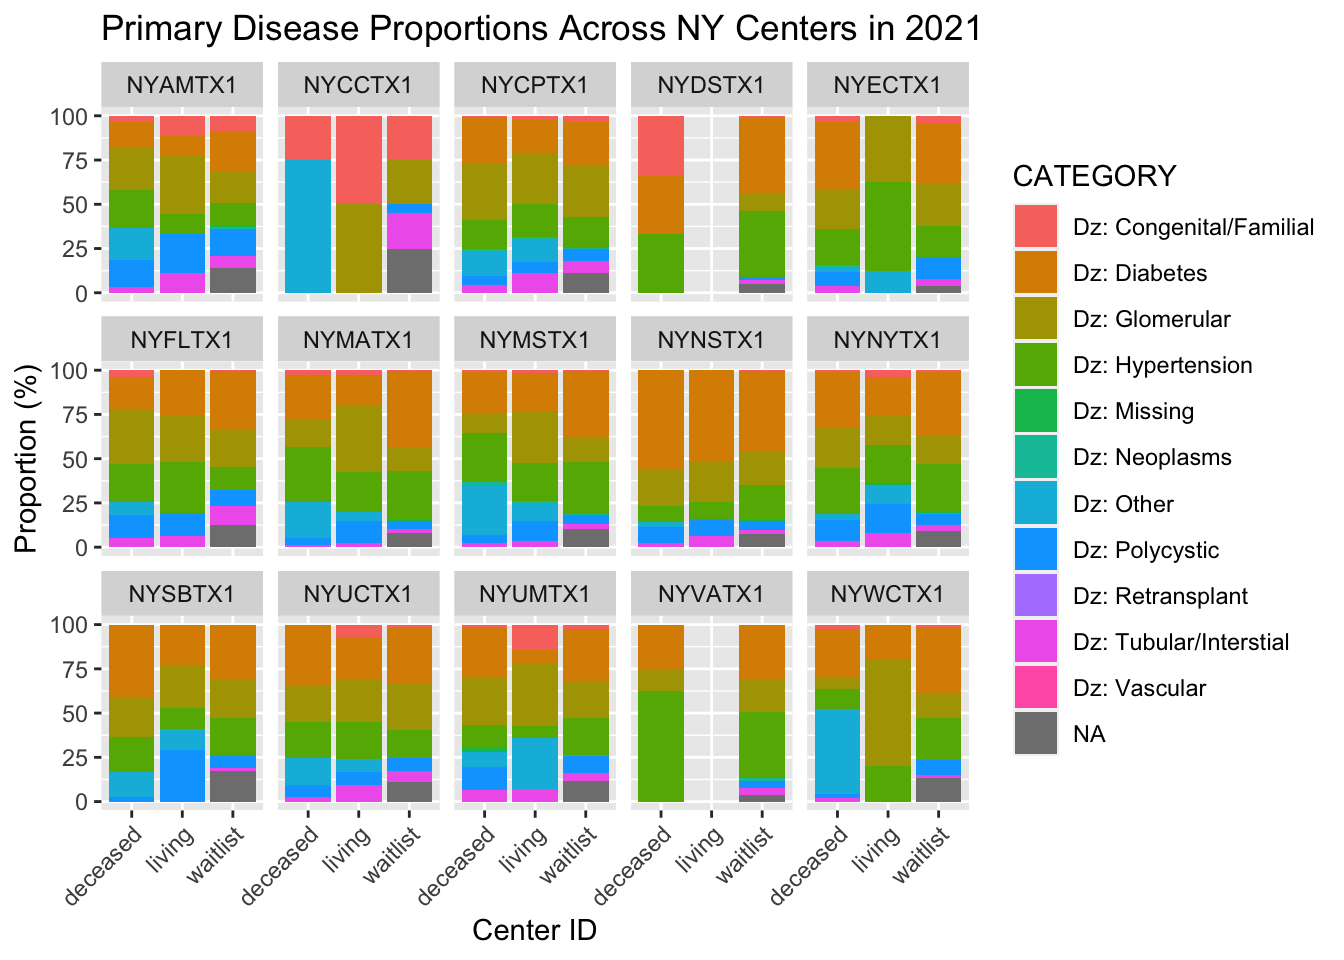 Primary Disease Proportions Across NY Centers in 2021
NYAMTX1 NYCCTX1 NYCPTX1 NYDSTX1 NYECTX1
100
75
50
25
0
NYFLTX1 NYMATX1 NYMSTX1 NYNSTX1 NYNYTX1
100
75
50
25
0
NYSBTX1 NYUCTX1 NYUMTX1 NYVATX1 NYWCTX1
100
75
50
25
0
Proportion (%)
deceased living waitlist deceased living waitlist deceased living waitlist deceased living waitlist deceased living waitlist
Center ID
CATEGORY
Dz: Congenital/Familial
Dz: Diabetes
Dz: Glomerular
Dz: Hypertension
Dz: Missing
Dz: Neoplasms
Dz: Other
Dz: Polycystic
Dz: Retransplant
Dz: Tubular/Interstial
Dz: Vascular
NA